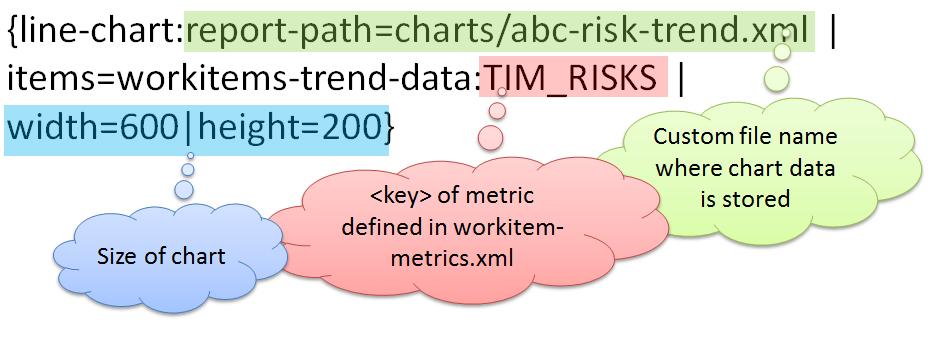 {line-chart:report-path=charts/abc-risk-trend.xml |
items=workitems-trend-data:TIM_RISKS |
width=600|height=200}
Custom file name
where chart data
is stored
<key> of metric
defined in workitem-
metrics.xml
Size of chart